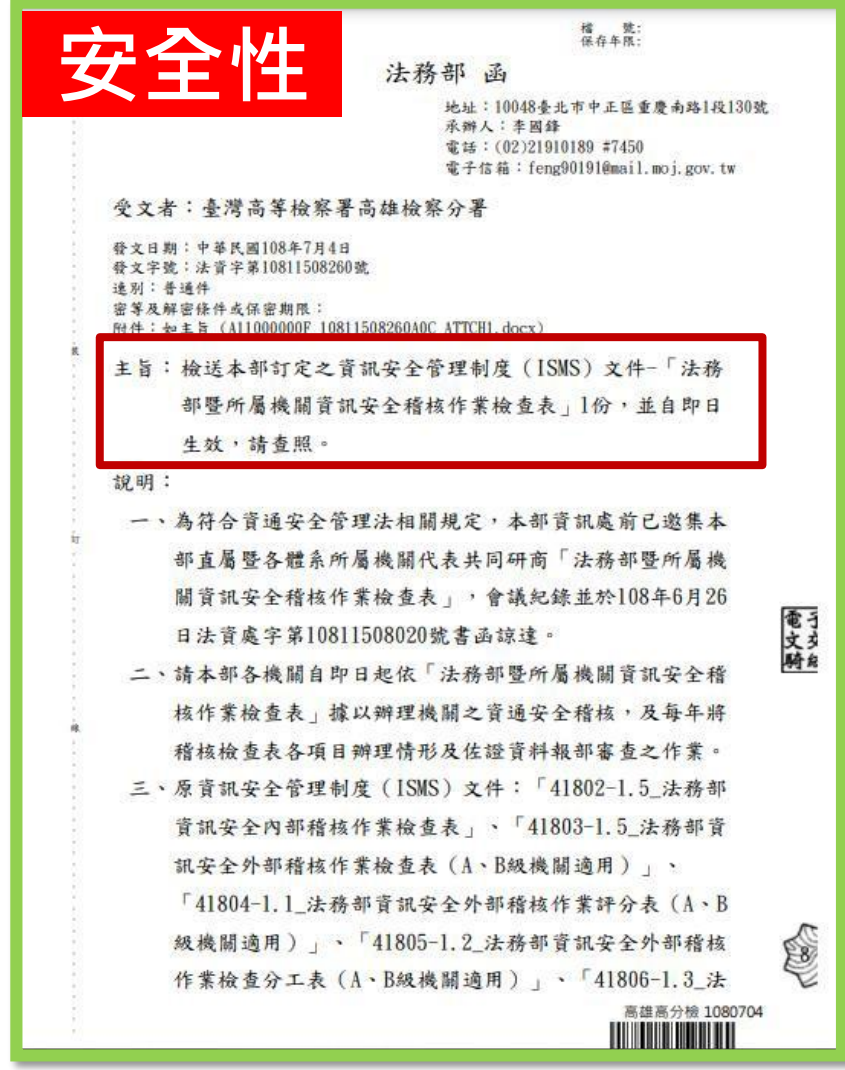 安全性
檔　　號:
保存年限:
法務部 函
地址：10048臺北市中正區重慶南路1段130號
承辦人：李國鋒
電話：(02)21910189 #7450
電子信箱：feng90191@mail.moj.gov.tw
受文者：臺灣高等檢察署高雄檢察分署
發文日期：中華民國108年7月4日
發文字號：法資字第10811508260號
速別：普通件
密等及解密條件或保密期限：
附件：如主旨（A11000000F_10811508260A0C_ATTCH1.docx）
主旨：檢送本部訂定之資訊安全管理制度（ISMS）文件-「法務
部暨所屬機關資訊安全稽核作業檢查表」1份，並自即日
生效，請查照。
說明：
一、為符合資通安全管理法相關規定，本部資訊處前已邀集本
部直屬暨各體系所屬機關代表共同研商「法務部暨所屬機
關資訊安全稽核作業檢查表」，會議紀錄並於108年6月26
日法資處字第10811508020號書函諒達。
二、請本部各機關自即日起依「法務部暨所屬機關資訊安全稽
核作業檢查表」據以辦理機關之資通安全稽核，及每年將
稽核檢查表各項目辦理情形及佐證資料報部審查之作業。
三、原資訊安全管理制度（ISMS）文件：「41802-1.5_法務部
資訊安全內部稽核作業檢查表」、「41803-1.5_法務部資
訊安全外部稽核作業檢查表（A、B級機關適用）」、
「41804-1.1_法務部資訊安全外部稽核作業評分表（A、B
級機關適用）」、「41805-1.2_法務部資訊安全外部稽核
作業檢查分工表（A、B級機關適用）」、「41806-1.3_法
裝
訂
線
電子
文交
騎
8
高雄高分檢 1080704